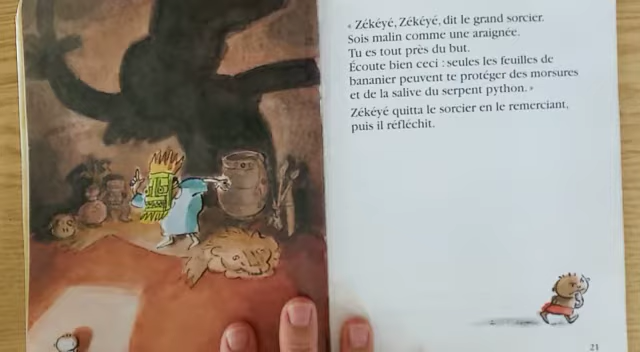 « Zékéyé, Zékéyé, dit le grand sorcier.
Sois malin comme une araignée.
Tu es tout près du but.
Écoute bien ceci : seules les feuilles de
bananier peuvent te protéger des morsures
et de la salive du serpent python. »
Zékéyé quitta le sorcier en le remerciant,
puis il réfléchit.
21